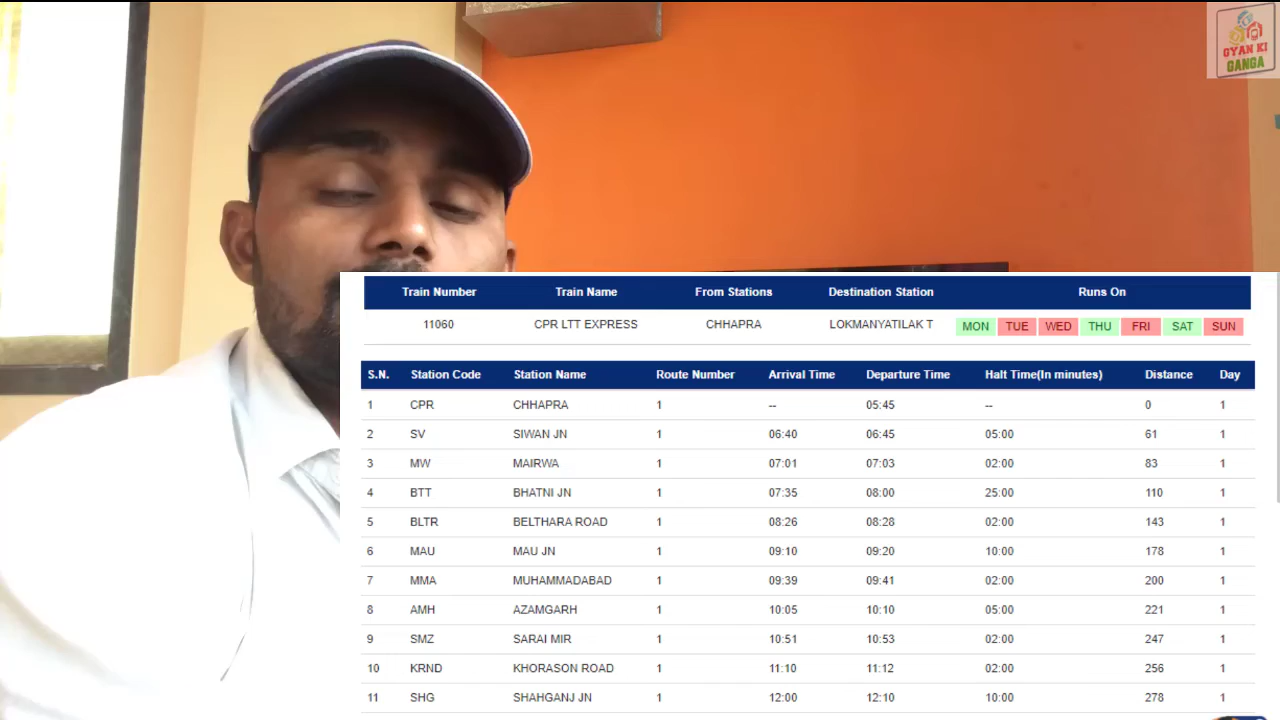 GYAN KI
GANGA
Train Number Train Name From Stations Destination Station Runs On
11060 CPR LTT EXPRESS CHHAPRA LOKMANYATILAK T MON TUE WED THU FRI SAT SUN
S.N. Station Code Station Name Route Number Arrival Time Departure Time Halt Time(In minutes) Distance Day
1 CPR CHHAPRA 1 -- 05:45 -- 0 1
2 SV SIWAN JN 1 06:40 06:45 05:00 61 1
3 MW MAIRWA 1 07:01 07:03 02:00 83 1
4 BTT BHATNI JN 1 07:35 08:00 25:00 110 1
5 BLTR BELTHARA ROAD 1 08:26 08:28 02:00 143 1
6 MAU MAU JN 1 09:10 09:20 10:00 178 1
7 MMA MUHAMMADABAD 1 09:39 09:41 02:00 200 1
8 AMH AZAMGARH 1 10:05 10:10 05:00 221 1
9 SMZ SARAI MIR 1 10:51 10:53 02:00 247 1
10 KRND KHORASON ROAD 1 11:10 11:12 02:00 256 1
11 SHG SHAHGANJ JN 1 12:00 12:10 10:00 278 1